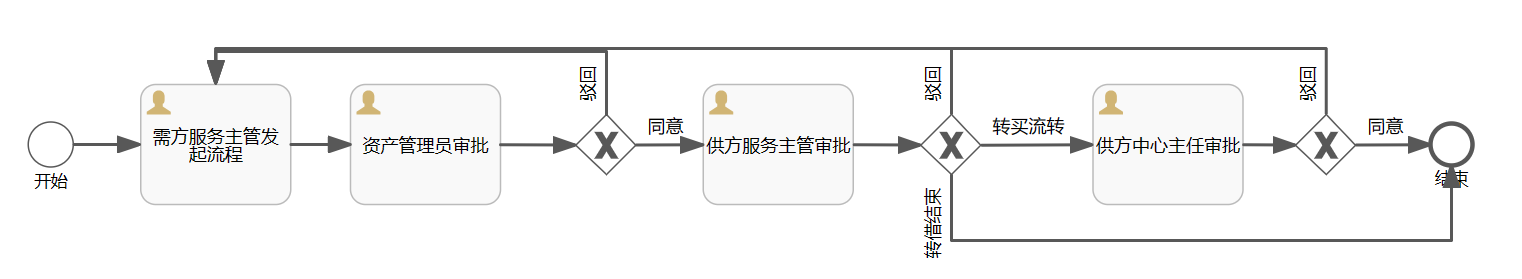 开始
需方服务主管发
起流程
资产管理员审批
驳回
同意
供方服务主管审批
驳回
转买流转
转借结束
供方中心主任审批
驳回
同意
结束